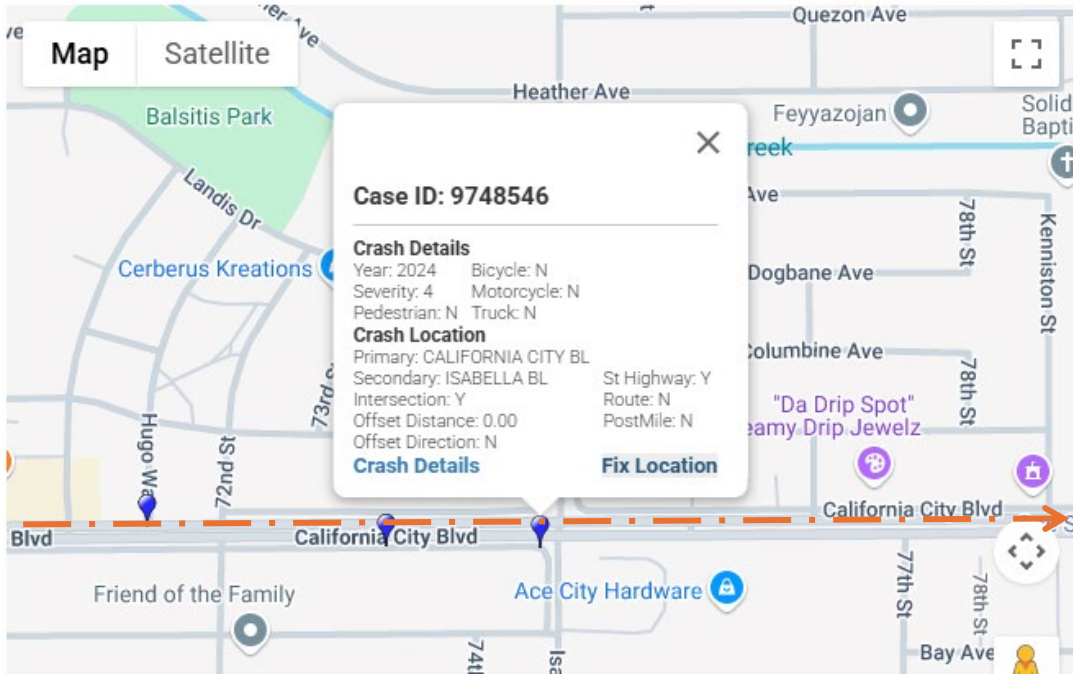 Quezon Ave
Map
Satellite
Heather Ave
Feyyazojan
Solid
Bapti
Balsitis Park
reek
Landis Dr
Case ID: 9748546
Ave
78th St
Kenniston St
Crash Details
Year: 2024 Bicycle: N
Severity: 4 Motorcycle: N
Pedestrian: N Truck: N
Crash Location
Primary: CALIFORNIA CITY BL
Secondary: ISABELLA BL St Highway: Y
Intersection: Y Route: N
Offset Distance: 0.00 PostMile: N
Offset Direction: N
Crash Details Fix Location
Cerberus Kreations
Dogbane Ave
Columbine Ave
78th St
73rd
"Da Drip Spot"
eamy Drip Jewelz
Hugo Wa
72nd St
California City Blvd
Blvd
California City Blvd
Friend of the Family
Ace City Hardware
77th St
78th St
74th
Isa
Bay Ave